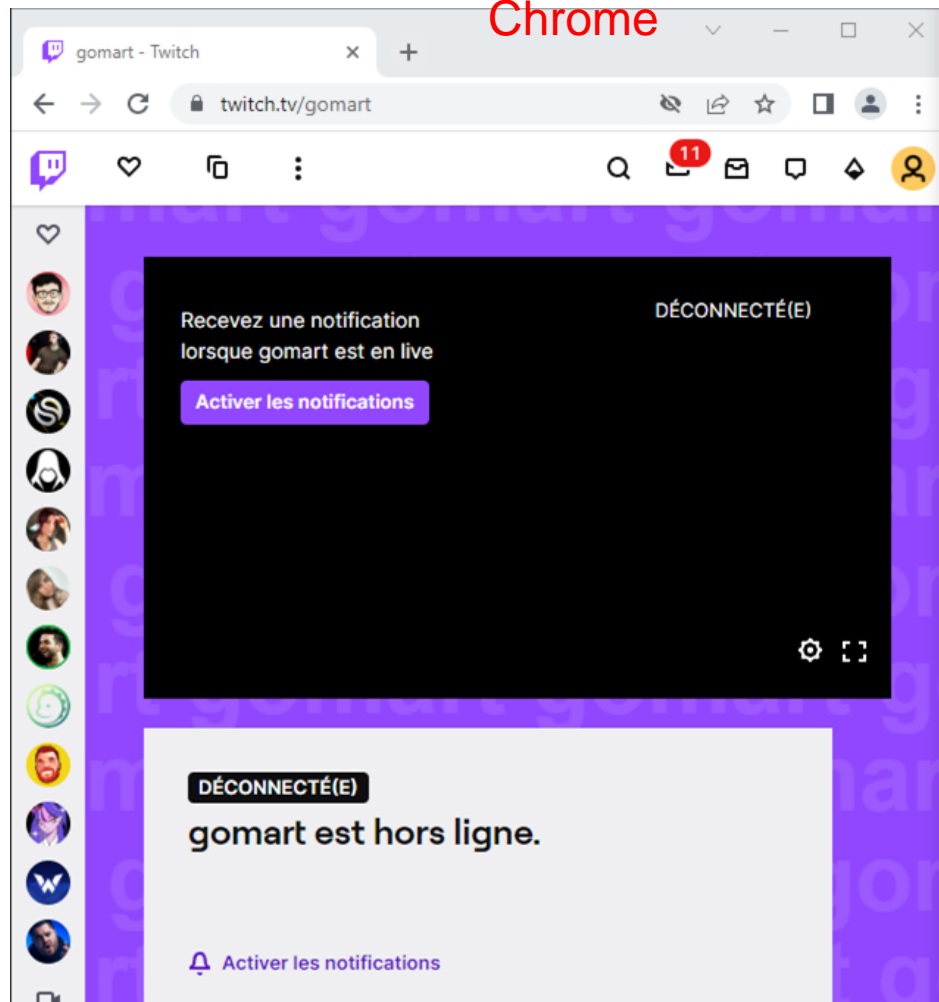 Chrome
gomart - Twitch
twitch.tv/gomart
11
Recevez une notification
lorsque gomart est en live
DÉCONNECTÉ(E)
Activer les notifications
DÉCONNECTÉ(E)
gomart est hors ligne.
Activer les notifications